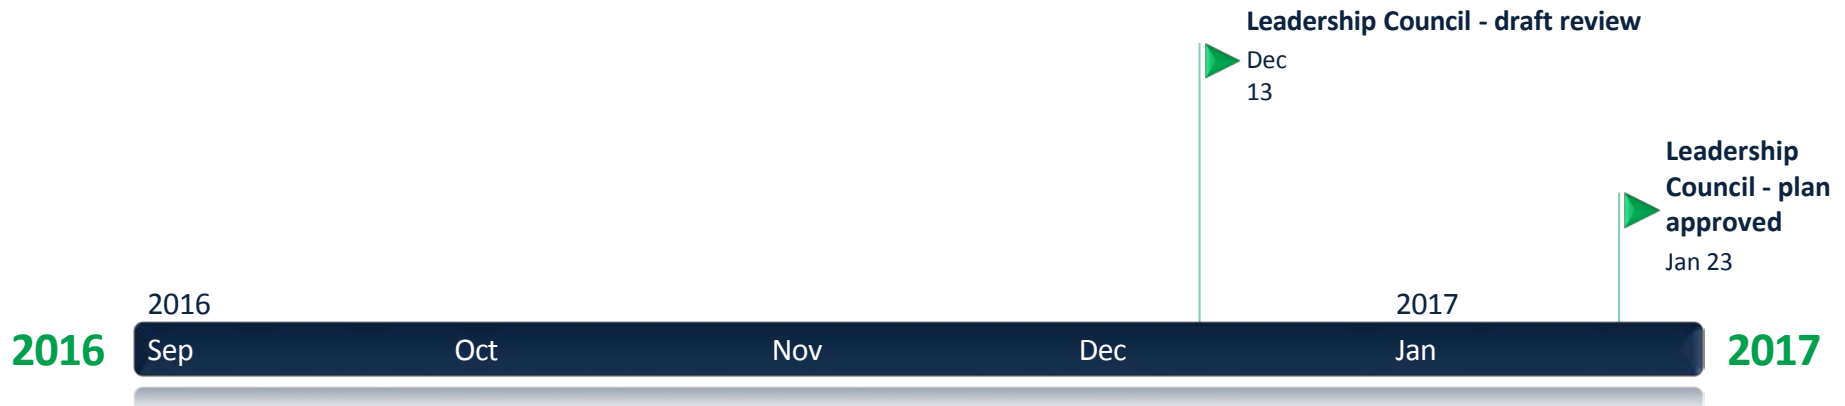 Leadership Council - draft review
Dec
13
Leadership
Council - plan
approved
Jan 23
2016
2017
2016
Sep
Oct
Nov
Dec
Jan
2017